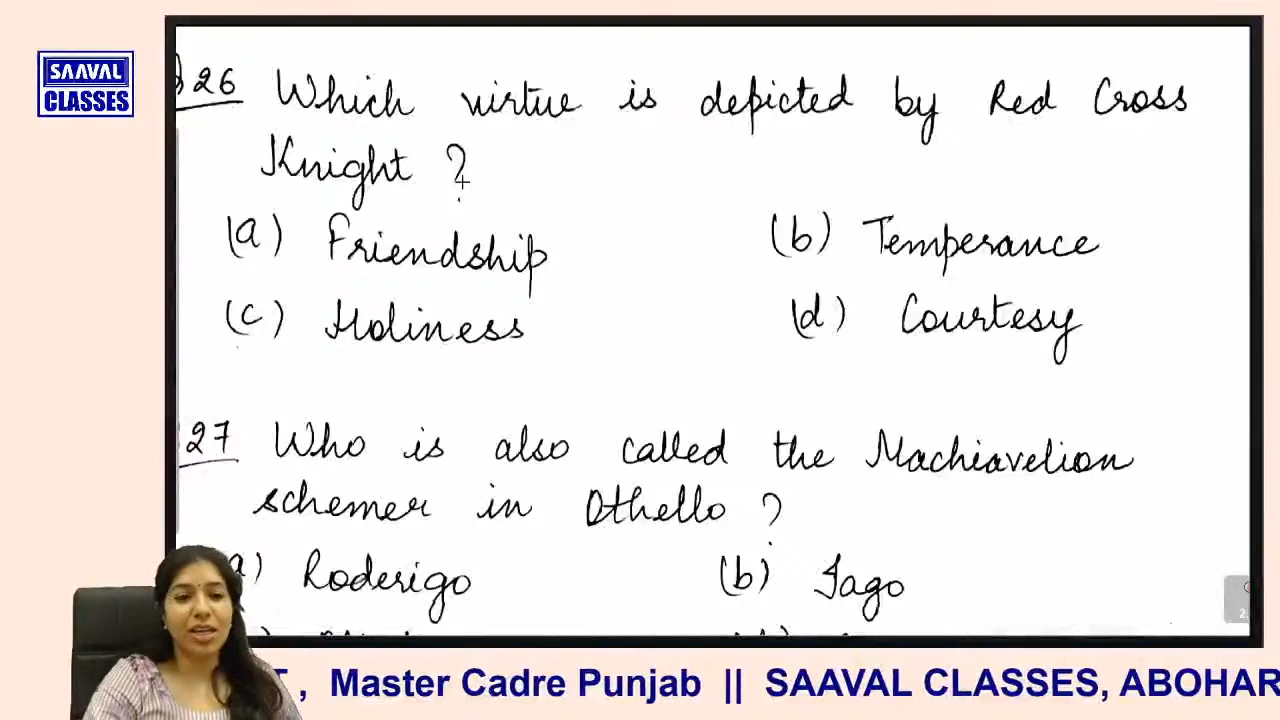 SAAVAL
CLASSES
26 Which virtue is depicted by Red Cross
Knight ?
(a) Friendship (b) Temperance
(c) Holiness (d) Courtesy
27 Who is also called the Machiavelion
schemer in Othello ?
a) Roderigo (b) Iago
T , Master Cadre Punjab || SAAVAL CLASSES, ABOHAR